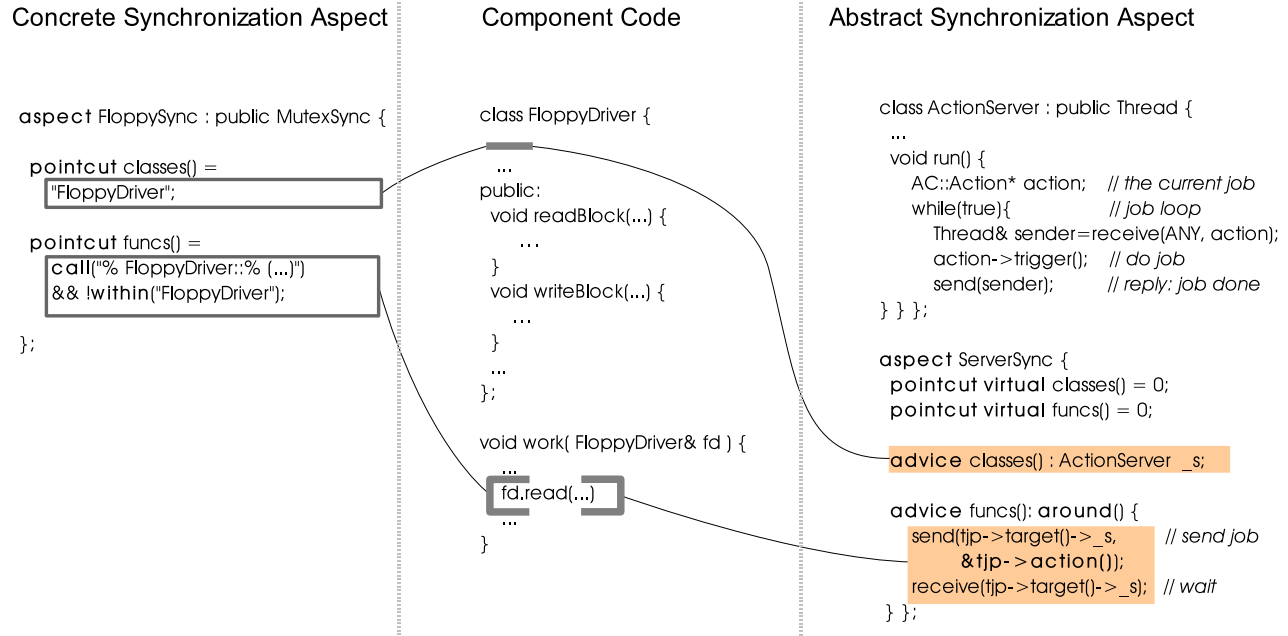 Concrete Synchronization Aspect
aspect FloppySync : public MutexSync {
pointcut classes() =
"FloppyDriver";
pointcut funcs() =
call("% FloppyDriver::% (...)")
&& !within("FloppyDriver");
};
Component Code
class FloppyDriver {
...
public:
void readBlock(...) {
...
}
void writeBlock(...) {
...
}
...
};
void work( FloppyDriver& fd ) {
...
fd.read(...)
...
}
Abstract Synchronization Aspect
class ActionServer : public Thread {
...
void run() {
AC::Action* action; // the current job
while(true){ // job loop
Thread& sender=receive(ANY, action);
action->trigger(); // do job
send(sender); // reply: job done
} } };
aspect ServerSync {
pointcut virtual classes() = 0;
pointcut virtual funcs() = 0;
advice classes() : ActionServer _s;
advice funcs(): around() {
send(tjp->target()->_s, // send job
&tjp->action());
receive(tjp->target()->_s); // wait
} };